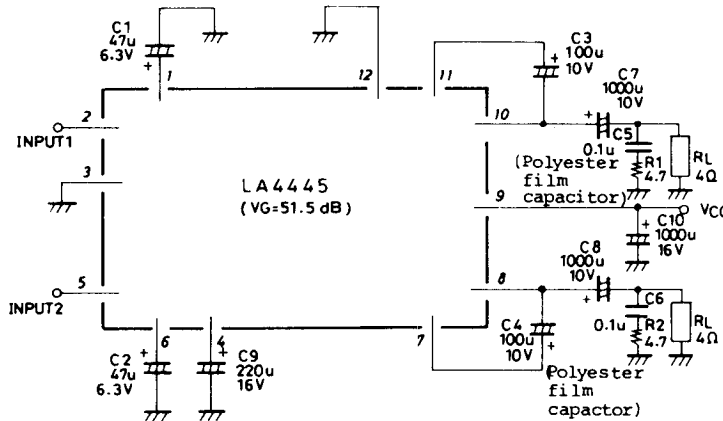 C1
47u
6.3V
+
1
12
11
+
C3
100u
10V
C7
1000u
10V
2
INPUT1
10
+
C5
0.1u
R1
4.7
RL
4Ω
(Polyester
film
capacitor)
3
LA4445
(VG=51.5 dB)
9
VCC
+
C10
1000u
16V
5
INPUT2
8
C8
1000u
10V
+
C6
0.1u
R2
4.7
RL
4Ω
6
4
7
C4
100u
10V
+
+
C2
47u
6.3V
+
C9
220u
16V
(Polyester
film
capactor)